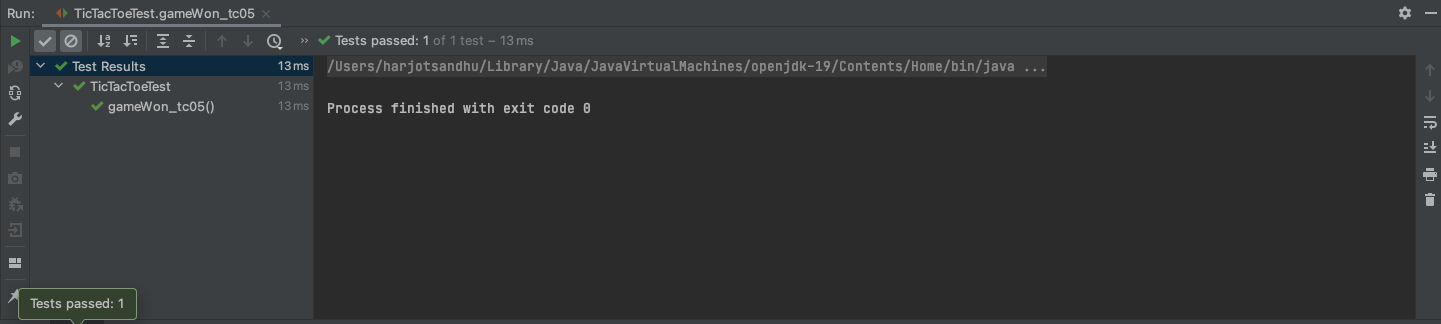 Run: TicTacToeTest.gameWon_tc05
Tests passed: 1 of 1 test – 13 ms
Test Results 13 ms
TicTacToeTest 13 ms
gameWon_tc05() 13 ms
/Users/harjotsandhu/Library/Java/JavaVirtualMachines/openjdk-19/Contents/Home/bin/java ...
Process finished with exit code 0
Tests passed: 1